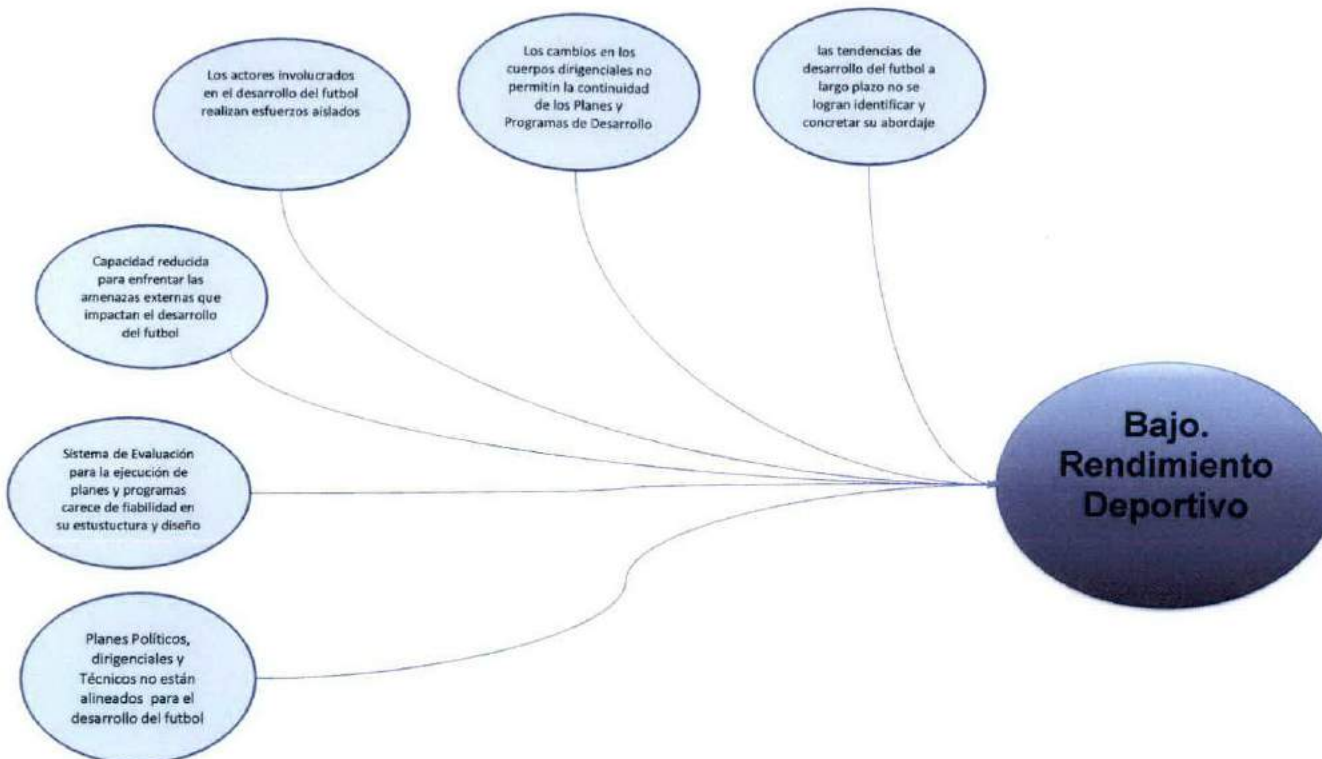 Los actores involucrados
en el desarrollo del futbol
realizan esfuerzos aislados
Los cambios en los
cuerpos dirigenciales no
permitin la continuidad
de los Planes y
Programas de Desarrollo
las tendencias de
desarrollo del futbol a
largo plazo no se
logran identificar y
concretar su abordaje
Capacidad reducida
para enfrentar las
amenazas externas que
impactan el desarrollo
del futbol
Sistema de Evaluación
para la ejecución de
planes y programas
carece de fiabilidad en
su estustuctura y diseño
Planes Políticos,
dirigenciales y
Técnicos no están
alineados para el
desarrollo del futbol
Bajo.
Rendimiento
Deportivo